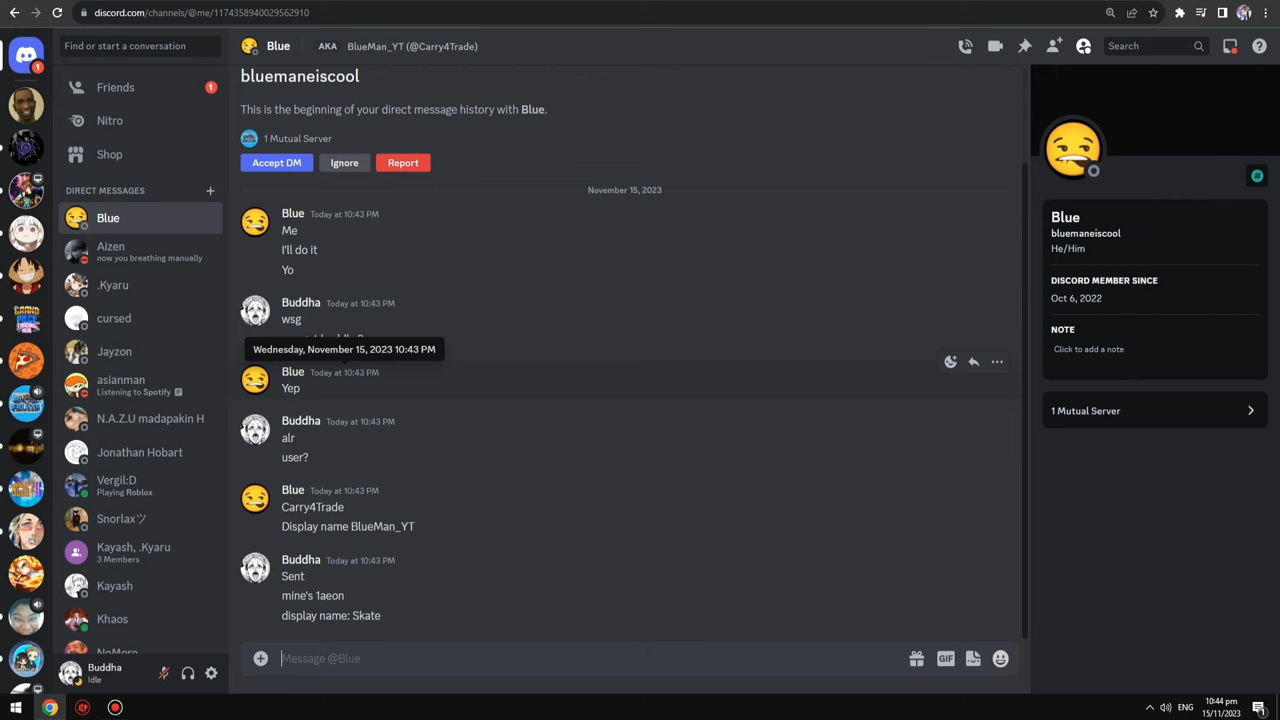 discord.com/channels/@me/1174358940029562910
Find or start a conversation
Blue AKA BlueMan_YT (@Carry4Trade)
Search
1
Friends 1
Nitro
Shop
DIRECT MESSAGES
Blue
Aizen
now you breathing manually
.Kyaru
cursed
Jayzon
asianman
Listening to Spotify
N.A.Z.U madapakin H
Jonathan Hobart
Vergil:D
Playing Roblox
Snorlaxツ
Kayash, .Kyaru
3 Members
Kayash
Khaos
NoMore
Buddha
Idle
bluemaneiscool
This is the beginning of your direct message history with Blue.
1 Mutual Server
Accept DM Ignore Report
November 15, 2023
Blue Today at 10:43 PM
Me
I'll do it
Yo
Buddha Today at 10:43 PM
wsg
Wednesday, November 15, 2023 10:43 PM
Blue Today at 10:43 PM
Yep
Buddha Today at 10:43 PM
alr
user?
Blue Today at 10:43 PM
Carry4Trade
Display name BlueMan_YT
Buddha Today at 10:43 PM
Sent
mine's 1aeon
display name: Skate
Message @Blue
GIF
Blue
bluemaneiscool
He/Him
DISCORD MEMBER SINCE
Oct 6, 2022
NOTE
Click to add a note
1 Mutual Server
ENG
10:44 pm
15/11/2023
1